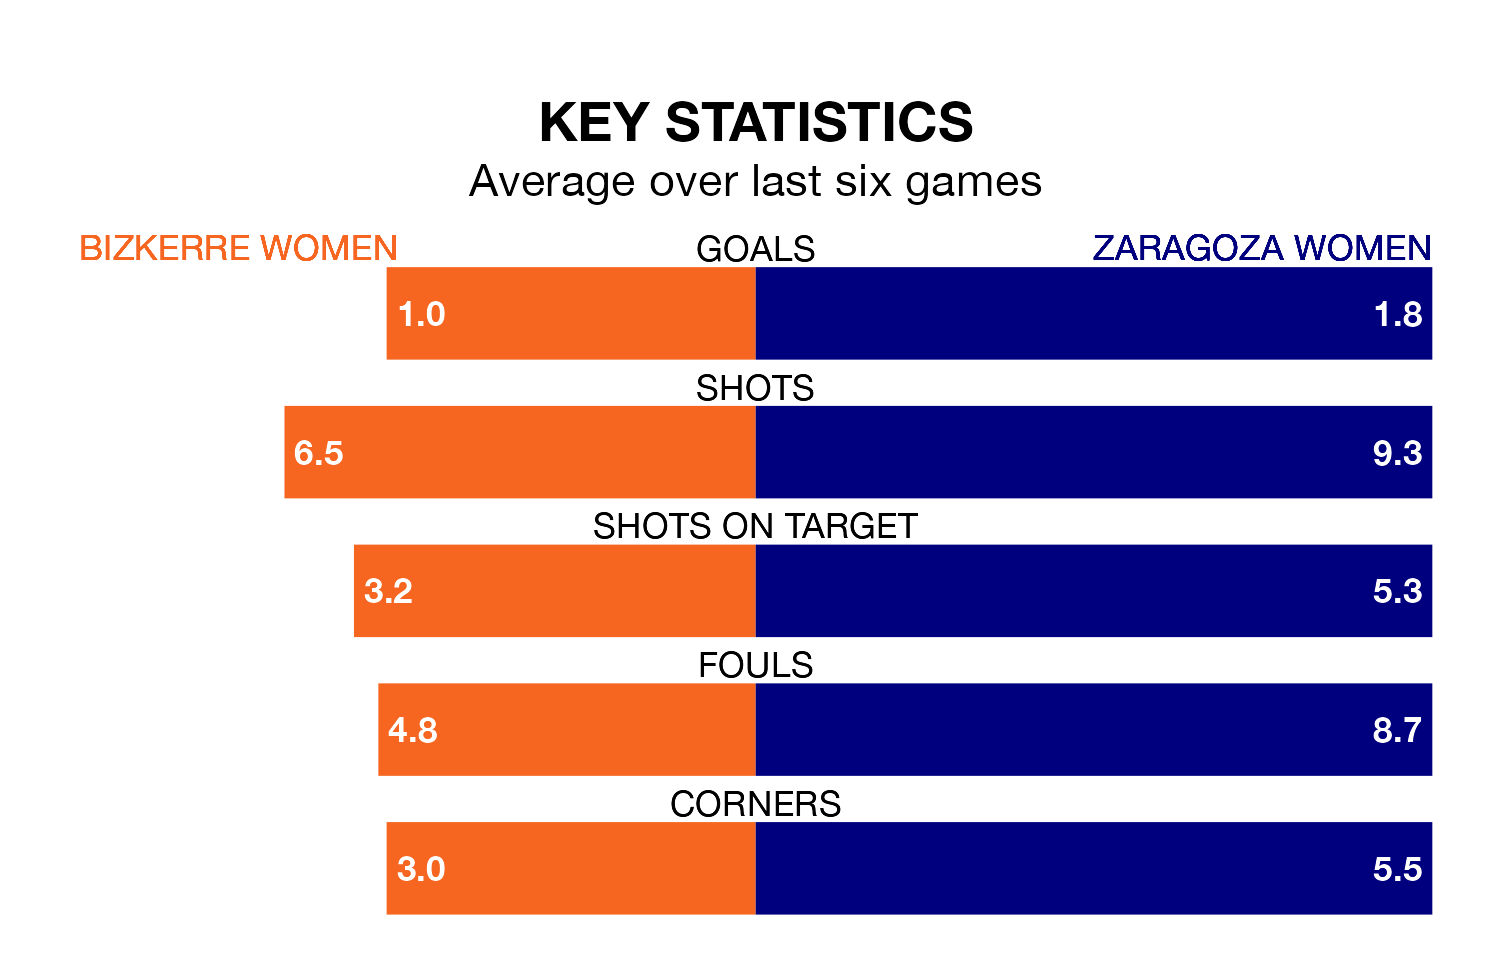 KEY STATISTICS
Average over last six games
BIZKERRE WOMEN GOALS ZARAGOZA WOMEN
1.0 1.8
SHOTS
6.5 9.3
SHOTS ON TARGET
3.2 5.3
FOULS
4.8 8.7
CORNERS
3.0 5.5